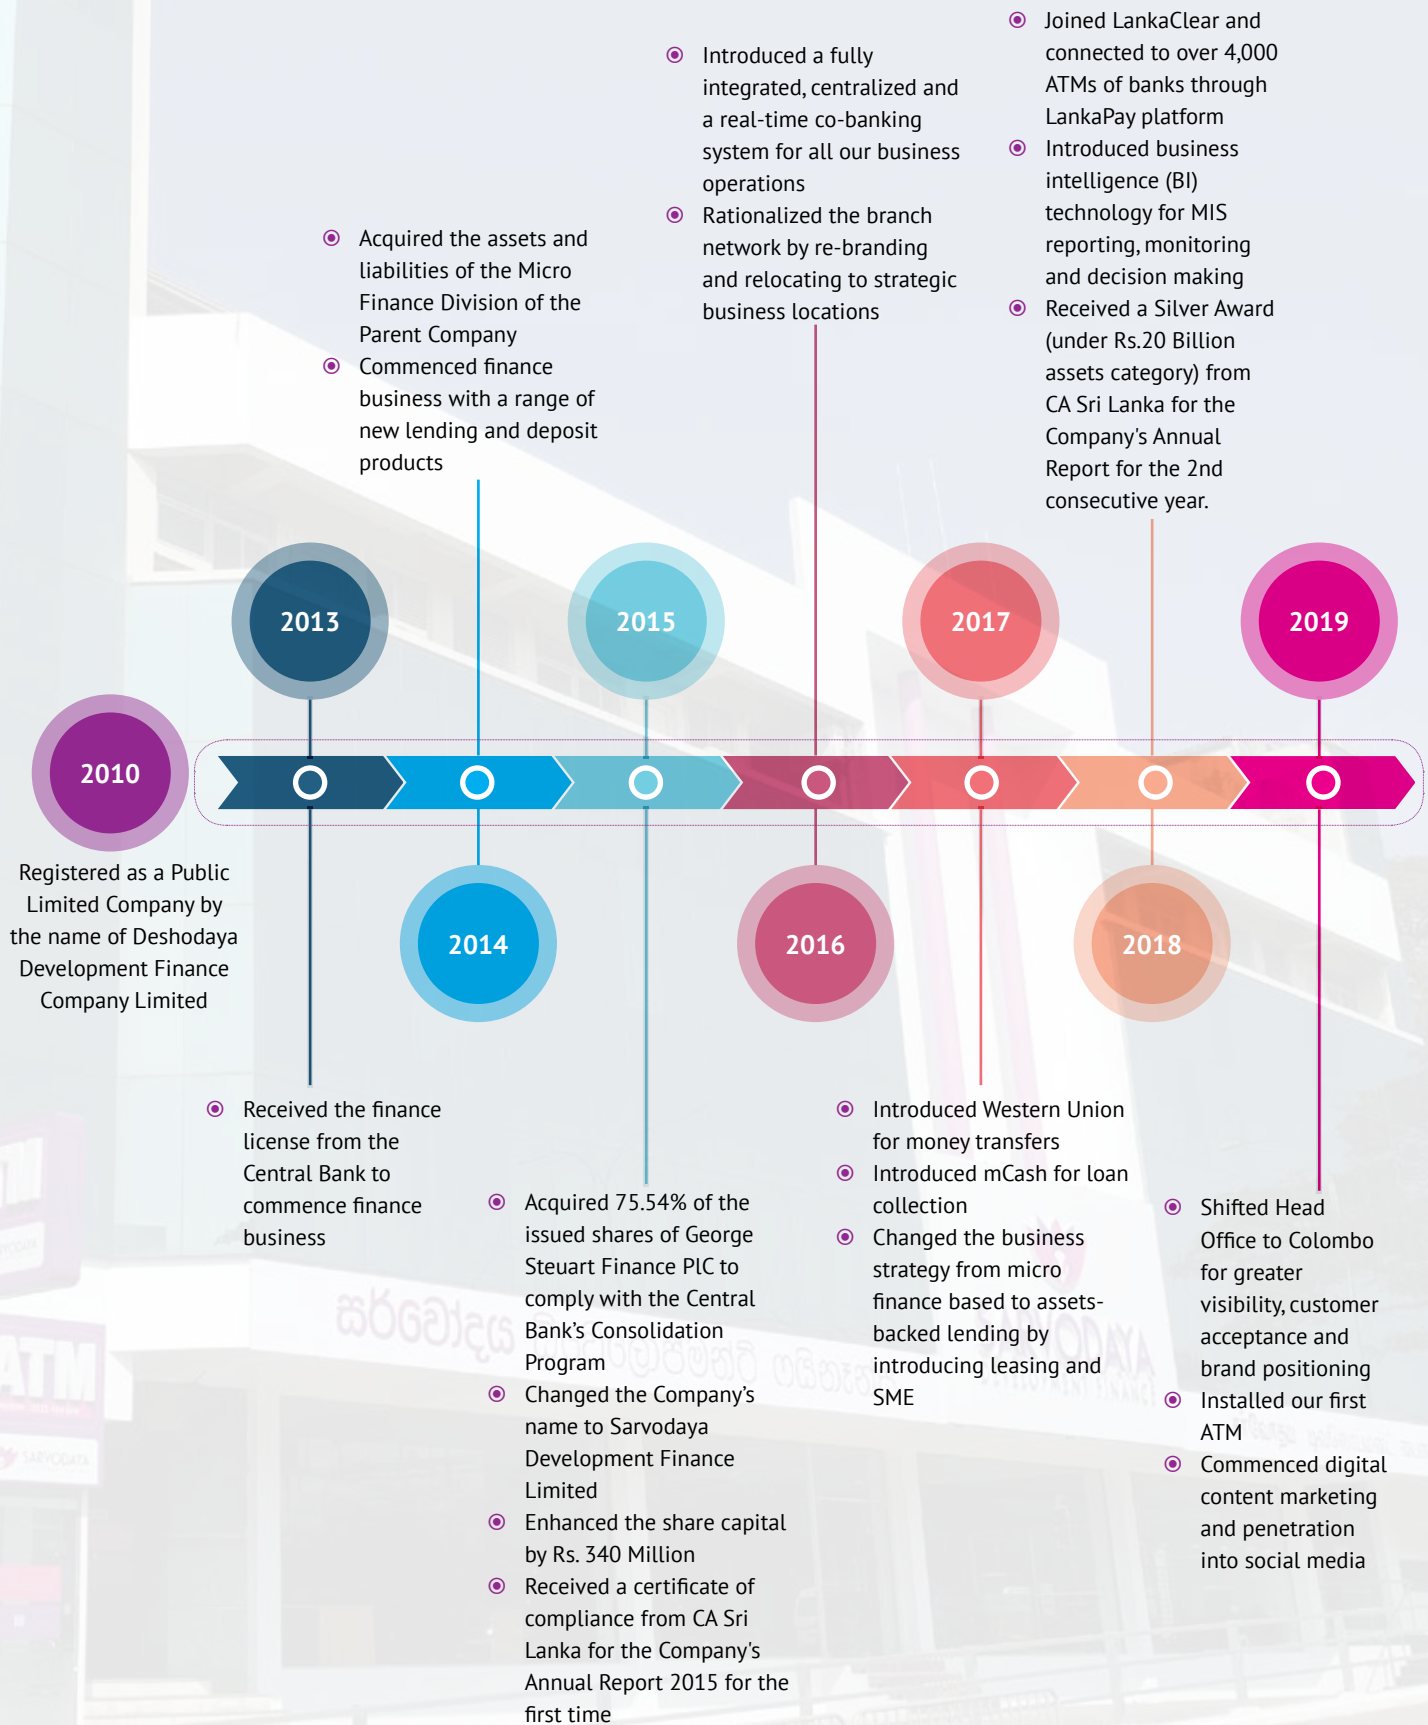 2010
Registered as a Public
Limited Company by
the name of Deshodaya
Development Finance
Company Limited
2013
Received the finance
license from the
Central Bank to
commence finance
business
Acquired the assets and
liabilities of the Micro
Finance Division of the
Parent Company
Commenced finance
business with a range of
new lending and deposit
products
2014
2015
Acquired 75.54% of the
issued shares of George
Steuart Finance PlC to
comply with the Central
Bank’s Consolidation
Program
Changed the Company’s
name to Sarvodaya
Development Finance
Limited
Enhanced the share capital
by Rs. 340 Million
Received a certificate of
compliance from CA Sri
Lanka for the Company's
Annual Report 2015 for the
first time
Introduced a fully
integrated, centralized and
a real-time co-banking
system for all our business
operations
Rationalized the branch
network by re-branding
and relocating to strategic
business locations
2016
2017
Introduced Western Union
for money transfers
Introduced mCash for loan
collection
Changed the business
strategy from micro
finance based to assets-
backed lending by
introducing leasing and
SME
Joined LankaClear and
connected to over 4,000
ATMs of banks through
LankaPay platform
Introduced business
intelligence (BI)
technology for MIS
reporting, monitoring
and decision making
Received a Silver Award
(under Rs.20 Billion
assets category) from
CA Sri Lanka for the
Company's Annual
Report for the 2nd
consecutive year.
2018
2019
Shifted Head
Office to Colombo
for greater
visibility, customer
acceptance and
brand positioning
Installed our first
ATM
Commenced digital
content marketing
and penetration
into social media
ATM
SARVODAYA